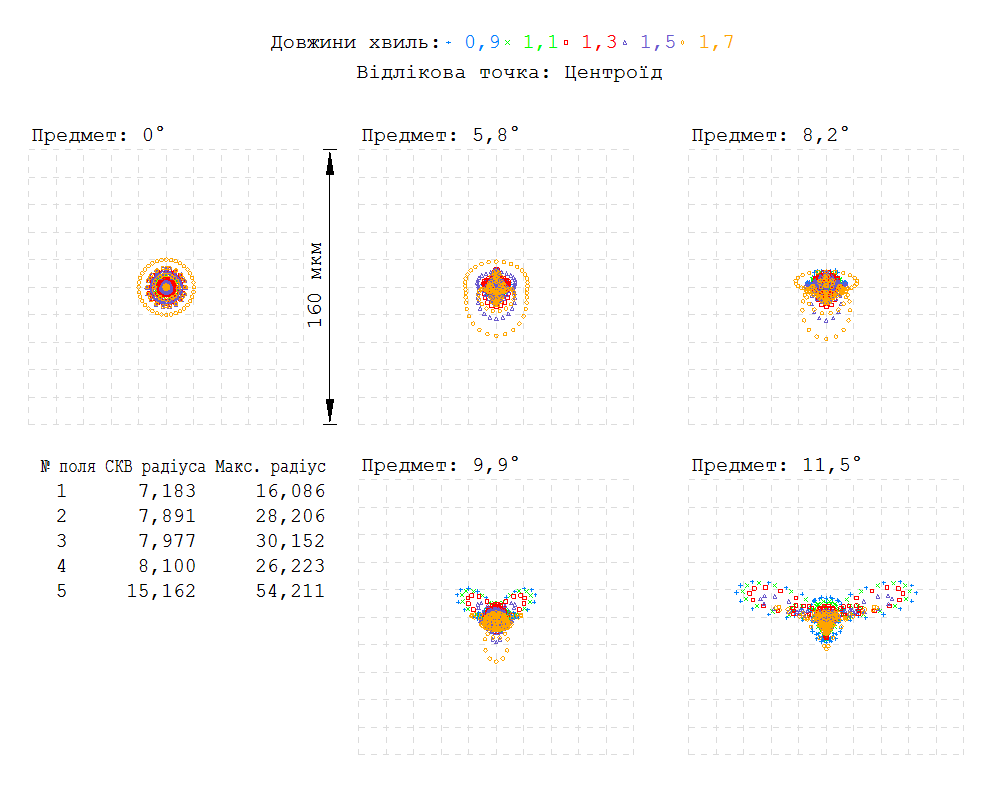 Довжини хвиль: 0,9 1,1 1,3 1,5 1,7
Відлікова точка: Центроїд
Предмет: 0°
Предмет: 5,8°
Предмет: 8,2°
160 мкм
№ поля СКВ радіуса Макс. радіус
1 7,183 16,086
2 7,891 28,206
3 7,977 30,152
4 8,100 26,223
5 15,162 54,211
Предмет: 9,9°
Предмет: 11,5°